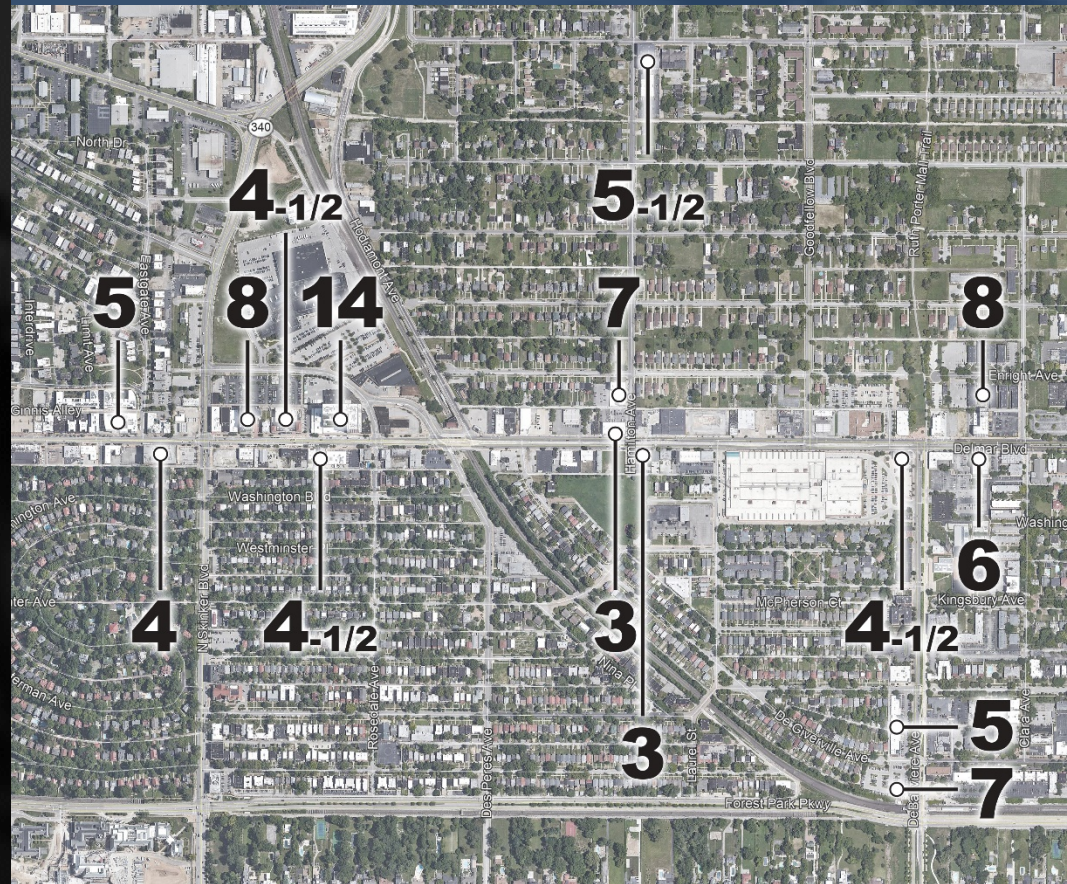 340
North Dr
4-1/2
5-1/2
Goodfellow Blvd
Ruth Porter Mall Trail
Hodiamont Ave
Eastgate Ave
Interdrive
5
8
14
7
8
Enright Ave
Ginnis Alley
Hamilton Ave
Delmar Blvd
Washington Blvd
Westminster
N Skinker Blvd
6
McPherson Ct
Kingsbury Ave
4
4-1/2
3
4-1/2
Nina Pl
Rosedale Ave
Des Peres Ave
Laurel St
3
De Giverville Ave
5
Clara Ave
7
Forest Park Pkwy